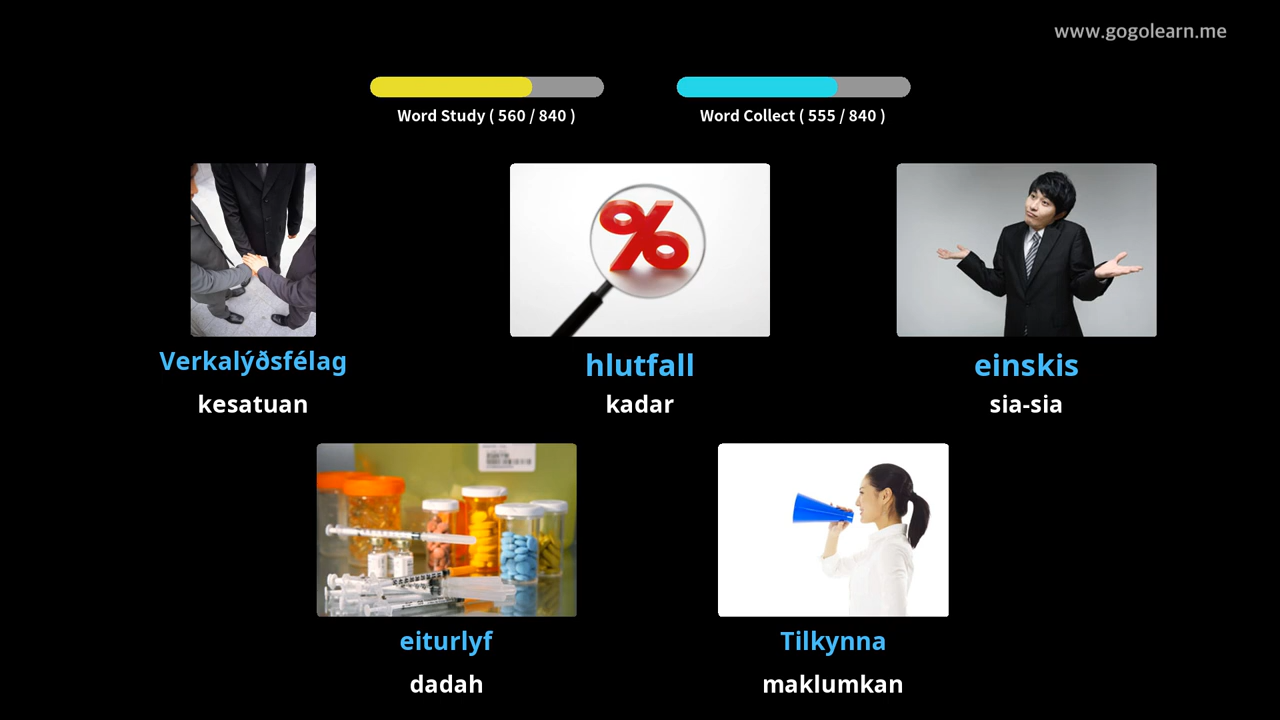 www.gogolearn.me
Word Study ( 560 / 840 )
Word Collect ( 555 / 840 )
Verkalýðsfélag
kesatuan
hlutfall
kadar
einskis
sia-sia
eiturlyf
dadah
Tilkynna
maklumkan